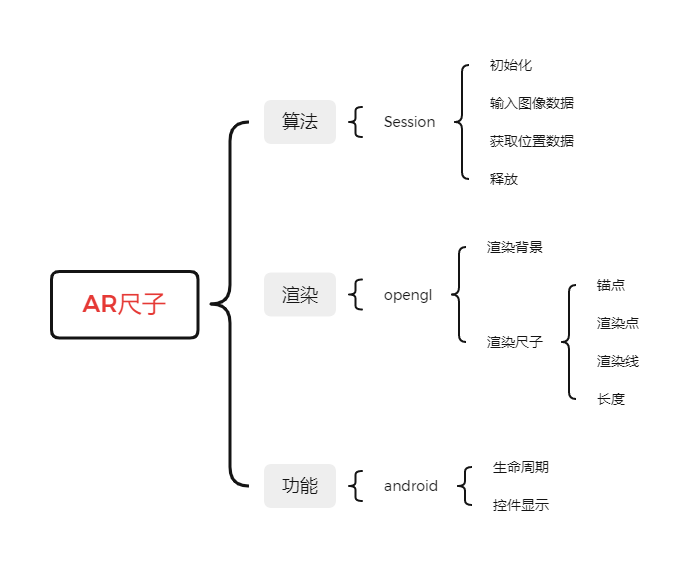 AR尺子
算法
Session
初始化
输入图像数据
获取位置数据
释放
渲染
opengl
渲染背景
渲染尺子
锚点
渲染点
渲染线
长度
功能
android
生命周期
控件显示